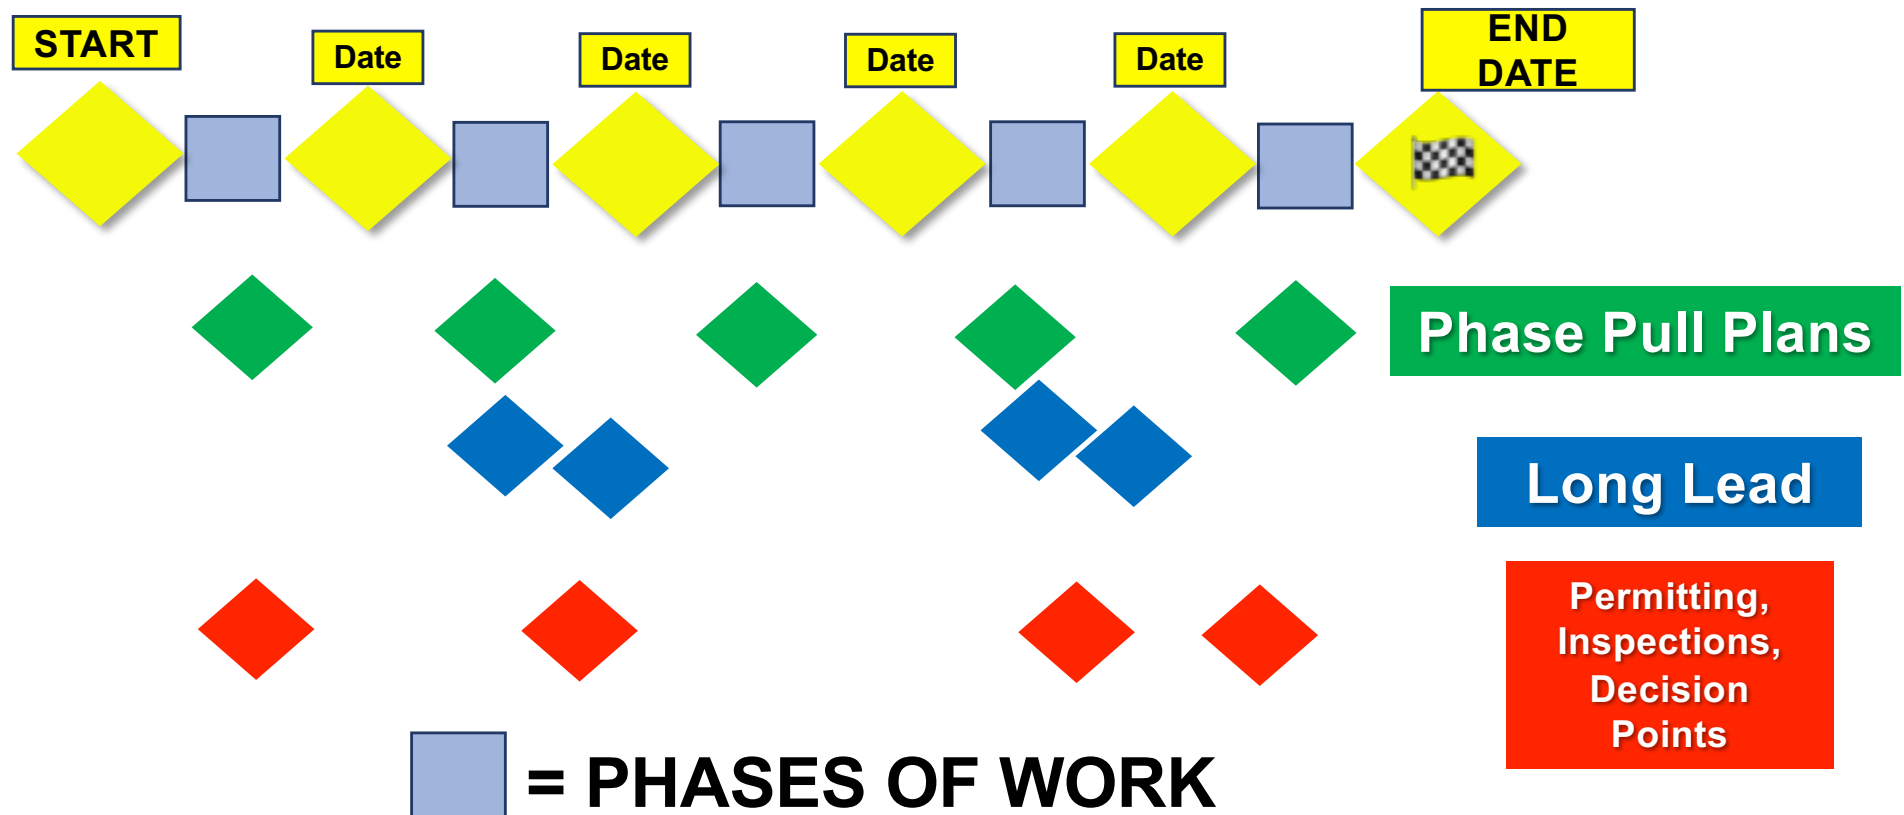 START
Date
Date
Date
Date
END
DATE
Phase Pull Plans
Long Lead
Permitting,
Inspections,
Decision
Points
= PHASES OF WORK